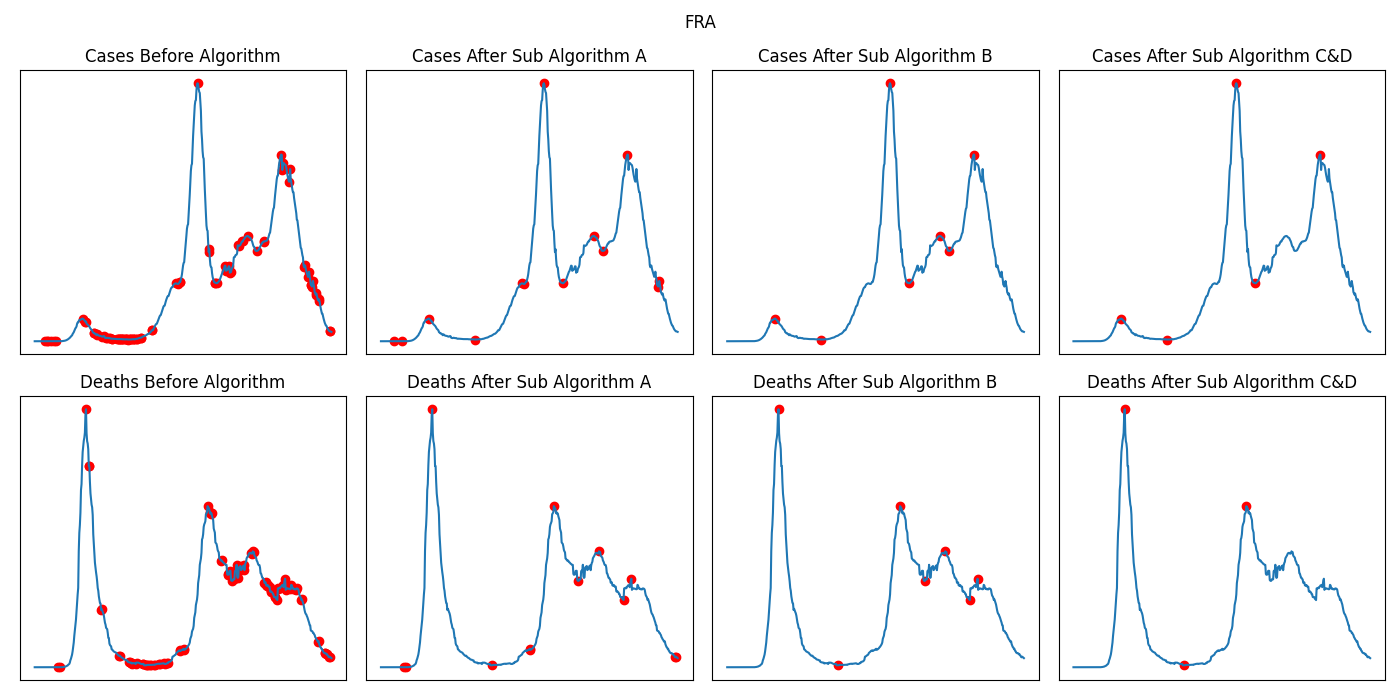 FRA
Cases Before Algorithm
Cases After Sub Algorithm A
Cases After Sub Algorithm B
Cases After Sub Algorithm C&D
Deaths Before Algorithm
Deaths After Sub Algorithm A
Deaths After Sub Algorithm B
Deaths After Sub Algorithm C&D